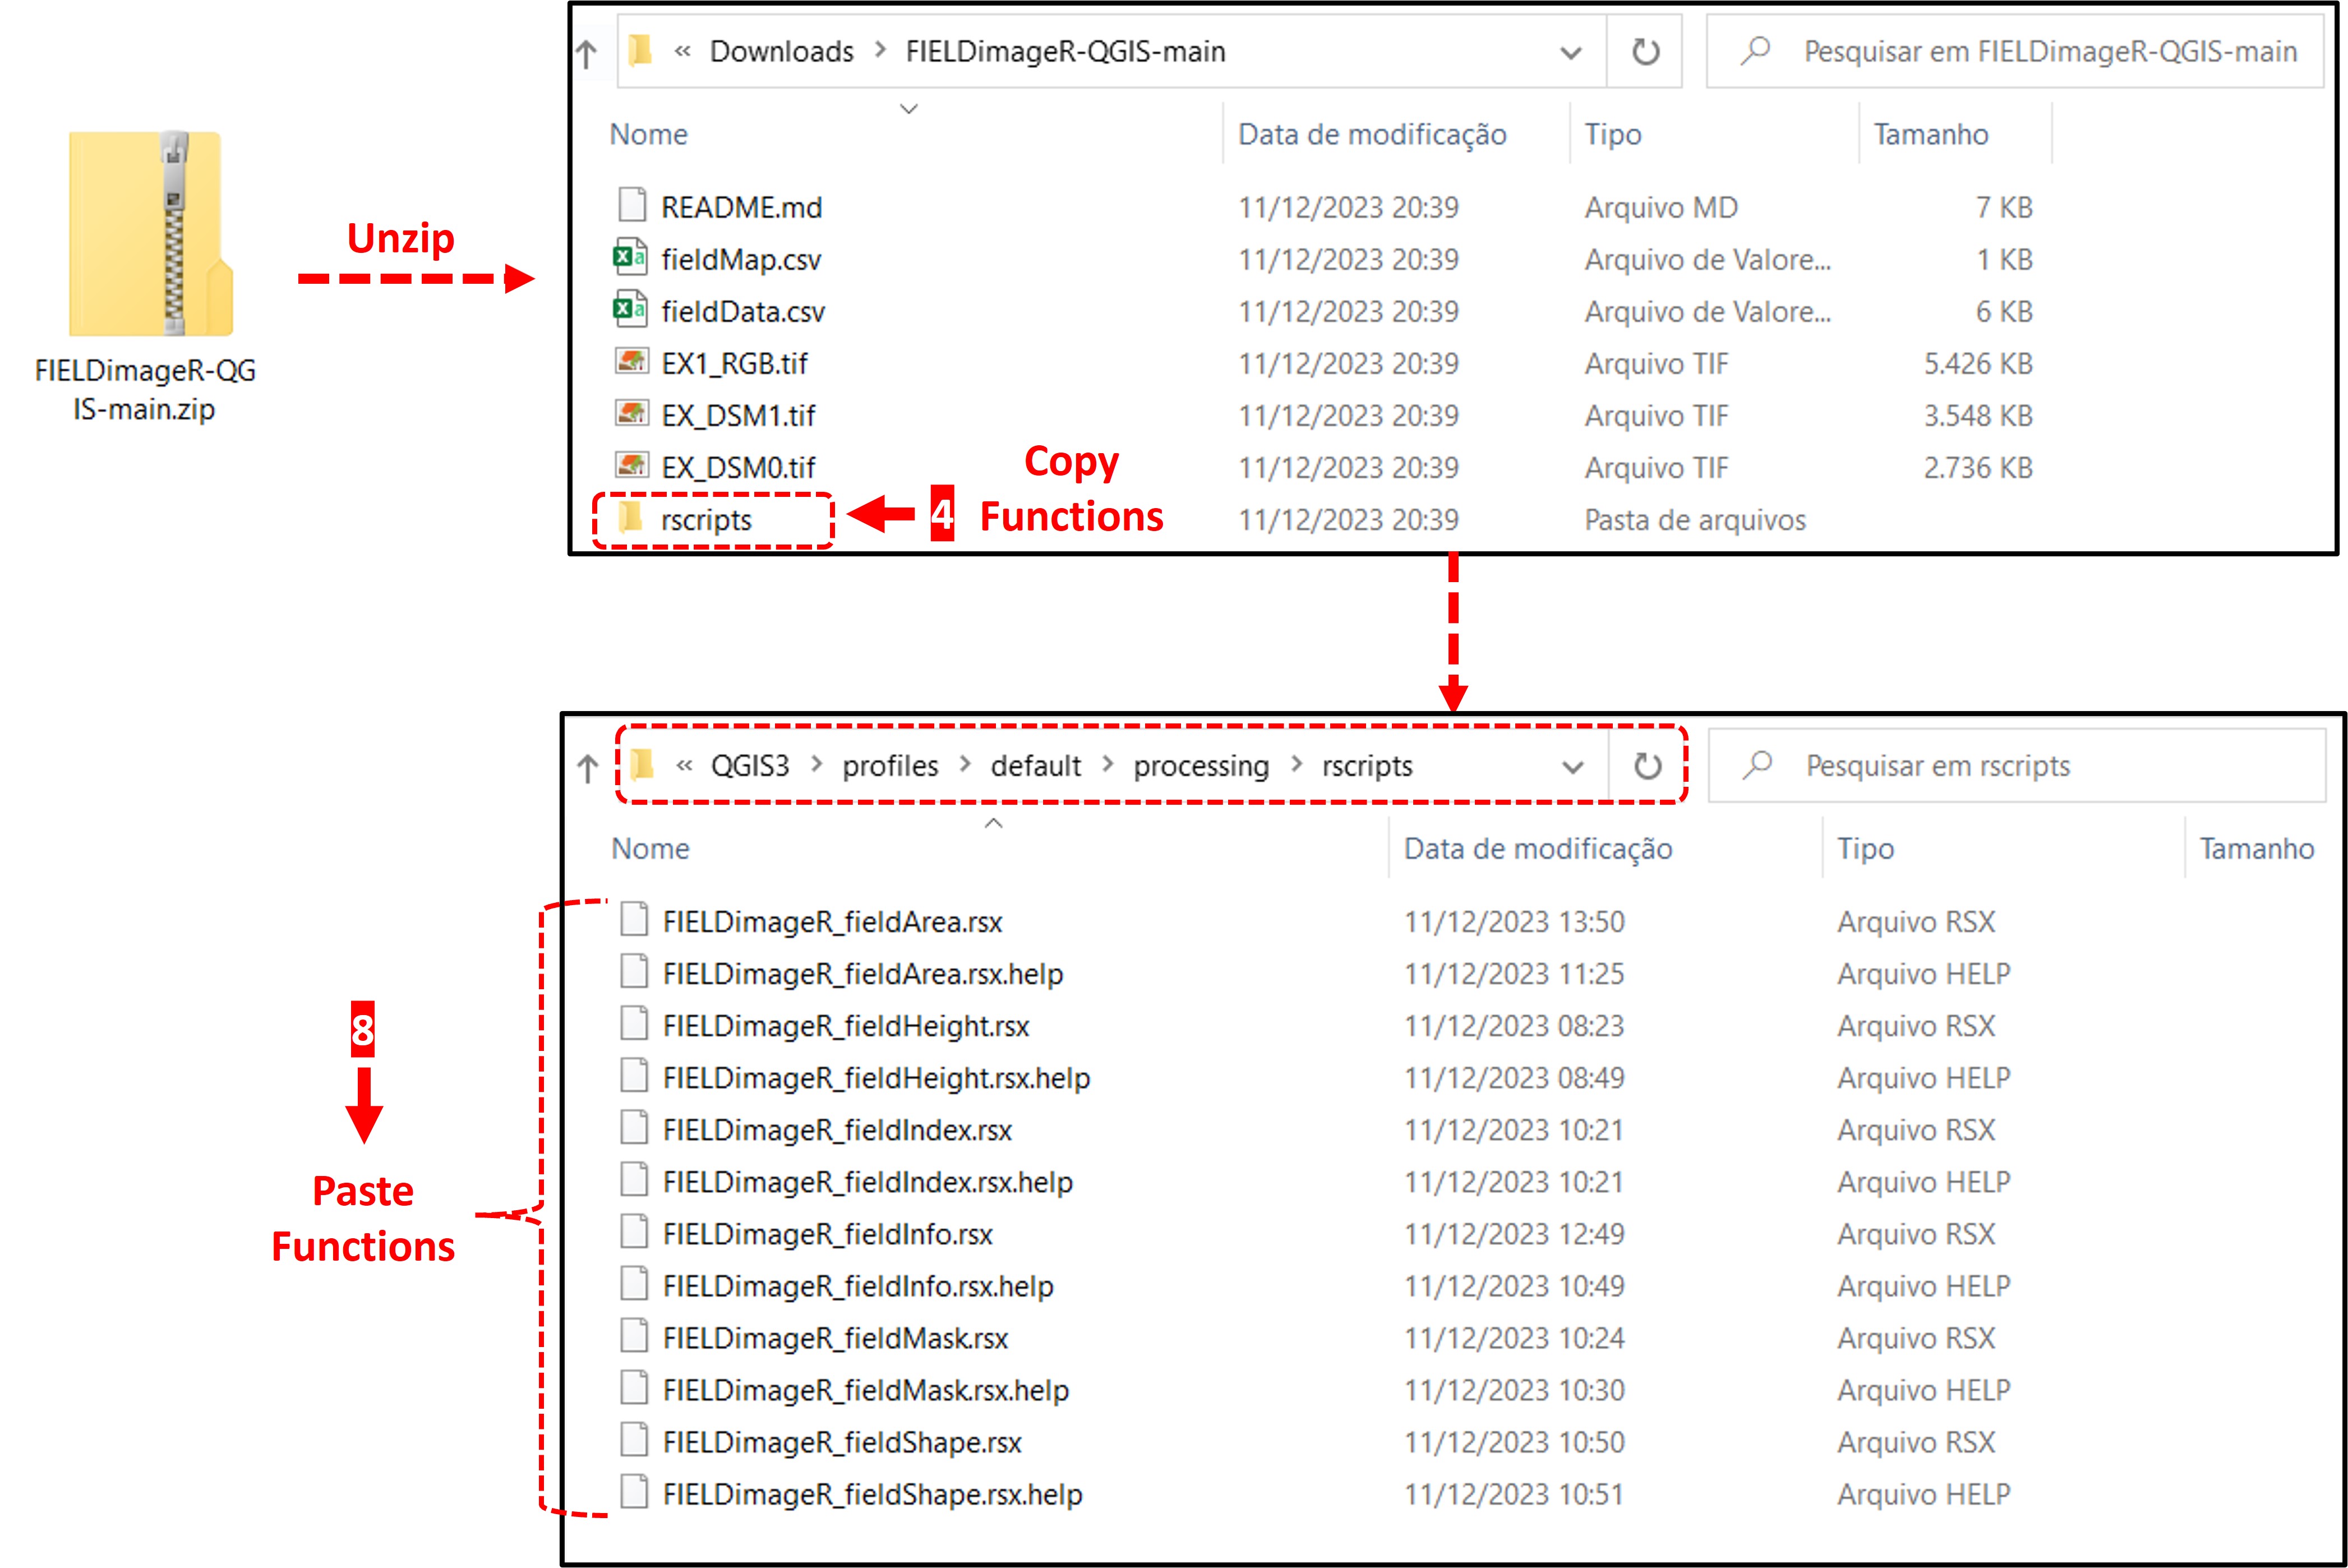 FIELDimageR-QG
IS-main.zip
Unzip
« Downloads > FIELDimageR-QGIS-main
Pesquisar em FIELDimageR-QGIS-main
Nome Data de modificação Tipo Tamanho
README.md 11/12/2023 20:39 Arquivo MD 7 KB
fieldMap.csv 11/12/2023 20:39 Arquivo de Valore... 1 KB
fieldData.csv 11/12/2023 20:39 Arquivo de Valore... 6 KB
EX1_RGB.tif 11/12/2023 20:39 Arquivo TIF 5.426 KB
EX_DSM1.tif 11/12/2023 20:39 Arquivo TIF 3.548 KB
EX_DSM0.tif 11/12/2023 20:39 Arquivo TIF 2.736 KB
rscripts 11/12/2023 20:39 Pasta de arquivos
4
Copy
Functions
« QGIS3 > profiles > default > processing > rscripts
Pesquisar em rscripts
Nome Data de modificação Tipo Tamanho
FIELDimageR_fieldArea.rsx 11/12/2023 13:50 Arquivo RSX
FIELDimageR_fieldArea.rsx.help 11/12/2023 11:25 Arquivo HELP
FIELDimageR_fieldHeight.rsx 11/12/2023 08:23 Arquivo RSX
FIELDimageR_fieldHeight.rsx.help 11/12/2023 08:49 Arquivo HELP
FIELDimageR_fieldIndex.rsx 11/12/2023 10:21 Arquivo RSX
FIELDimageR_fieldIndex.rsx.help 11/12/2023 10:21 Arquivo HELP
FIELDimageR_fieldInfo.rsx 11/12/2023 12:49 Arquivo RSX
FIELDimageR_fieldInfo.rsx.help 11/12/2023 10:49 Arquivo HELP
FIELDimageR_fieldMask.rsx 11/12/2023 10:24 Arquivo RSX
FIELDimageR_fieldMask.rsx.help 11/12/2023 10:30 Arquivo HELP
FIELDimageR_fieldShape.rsx 11/12/2023 10:50 Arquivo RSX
FIELDimageR_fieldShape.rsx.help 11/12/2023 10:51 Arquivo HELP
8
Paste
Functions